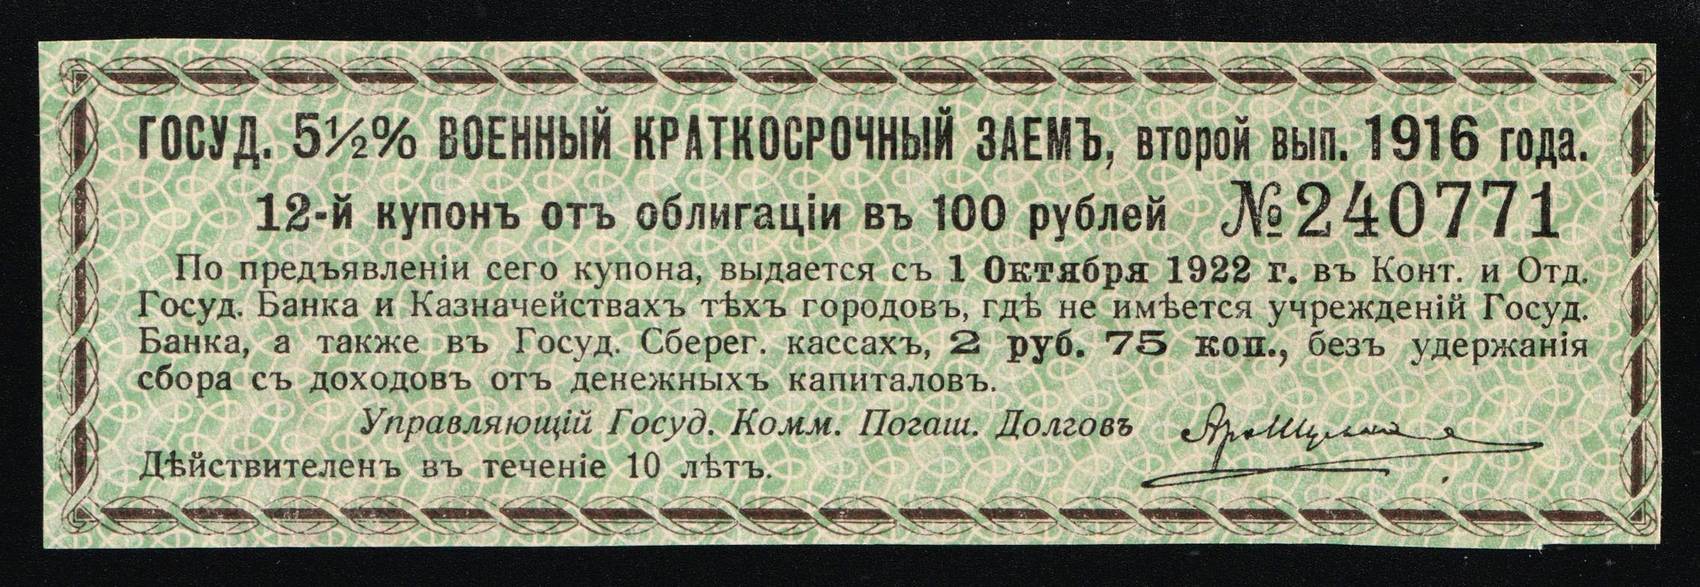 ГОСУД. 5½% ВОЕННЫЙ КРАТКОСРОЧНЫЙ ЗАЕМЪ, ВТОРОЙ ВЫП. 1916 ГОДА.
12-й купонъ отъ облигаціи въ 100 рублей №240771
По предъявленіи сего купона, выдается съ 1 Октября 1922 г. въ Конт. и Отд.
Госуд. Банка и Казначействахъ тѣхъ городовъ, гдѣ не имѣется учрежденій Госуд.
Банка, а также въ Госуд. Сберег. кассахъ, 2 руб. 75 коп., безъ удержанія
сбора съ доходовъ отъ денежныхъ капиталовъ.
Управляющій Госуд. Комм. Погаш. Долговъ
Дѣйствителенъ въ теченіе 10 лѣтъ.